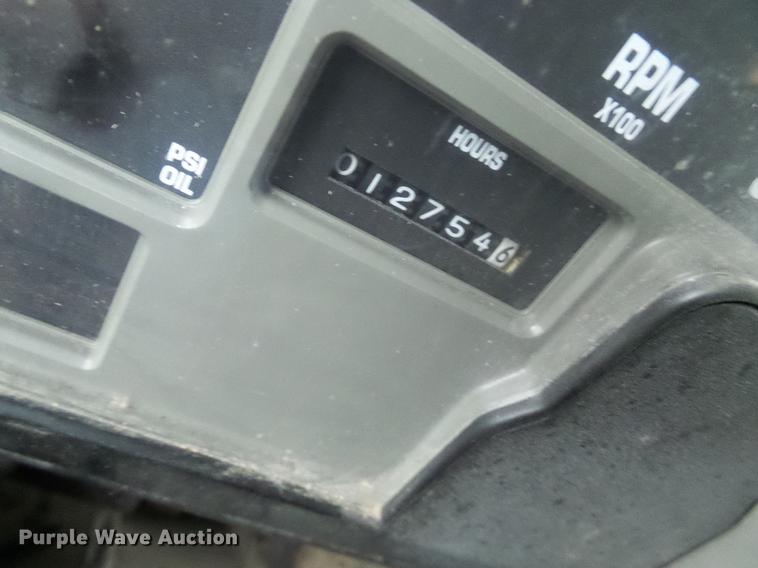 RPM
X100
HOURS
PSI
OIL
0127546
Purple Wave Auction